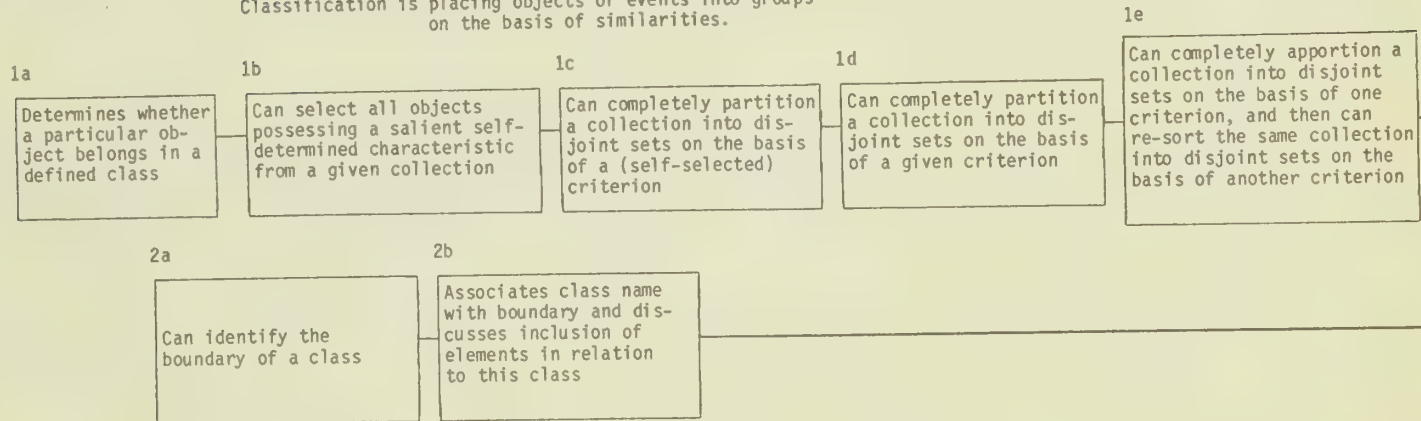 Classification is placing objects or events into groups
on the basis of similarities.
1a
Determines whether
a particular ob-
ject belongs in a
defined class
1b
Can select all objects
possessing a salient self-
determined characteristic
from a given collection
1c
Can completely partition
a collection into dis-
joint sets on the basis
of a (self-selected)
criterion
1d
Can completely partition
a collection into dis-
joint sets on the basis
of a given criterion
1e
Can completely apportion a
collection into disjoint
sets on the basis of one
criterion, and then can
re-sort the same collection
into disjoint sets on the
basis of another criterion
2a
Can identify the
boundary of a class
2b
Associates class name
with boundary and dis-
cusses inclusion of
elements in relation
to this class